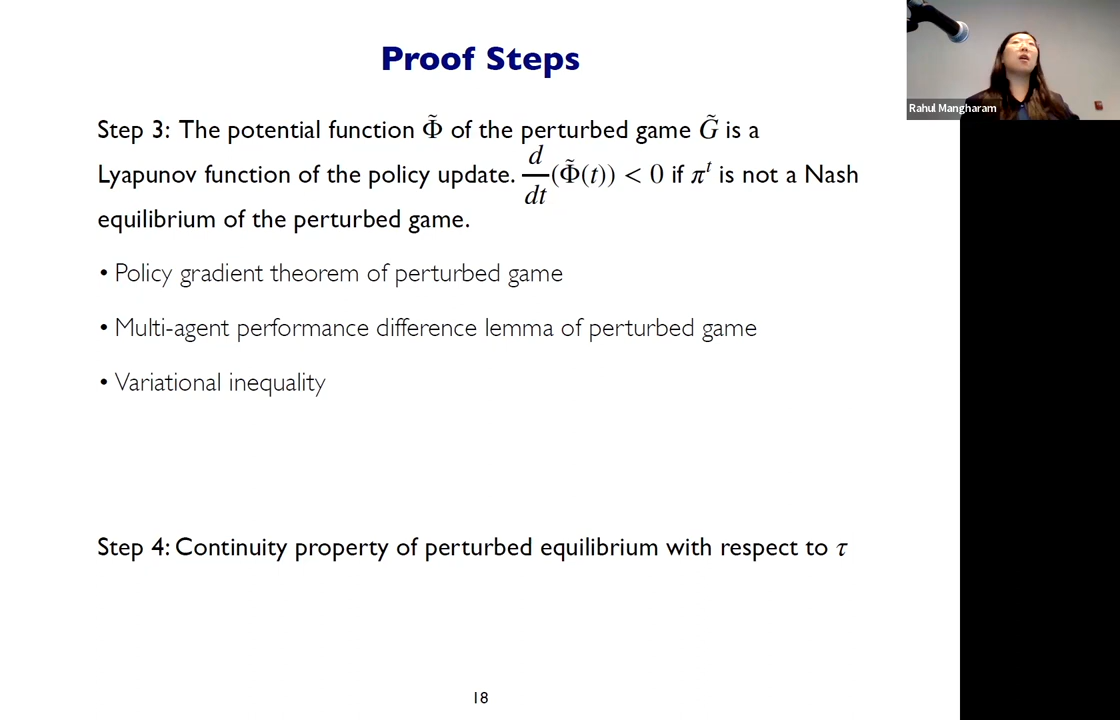 Proof Steps
Rahul Mangharam
Step 3: The potential function Φ̃ of the perturbed game G̃ is a
Lyapunov function of the policy update. d/dt (Φ̃(t)) < 0 if πᵗ is not a Nash
equilibrium of the perturbed game.
• Policy gradient theorem of perturbed game
• Multi-agent performance difference lemma of perturbed game
• Variational inequality
Step 4: Continuity property of perturbed equilibrium with respect to τ
18